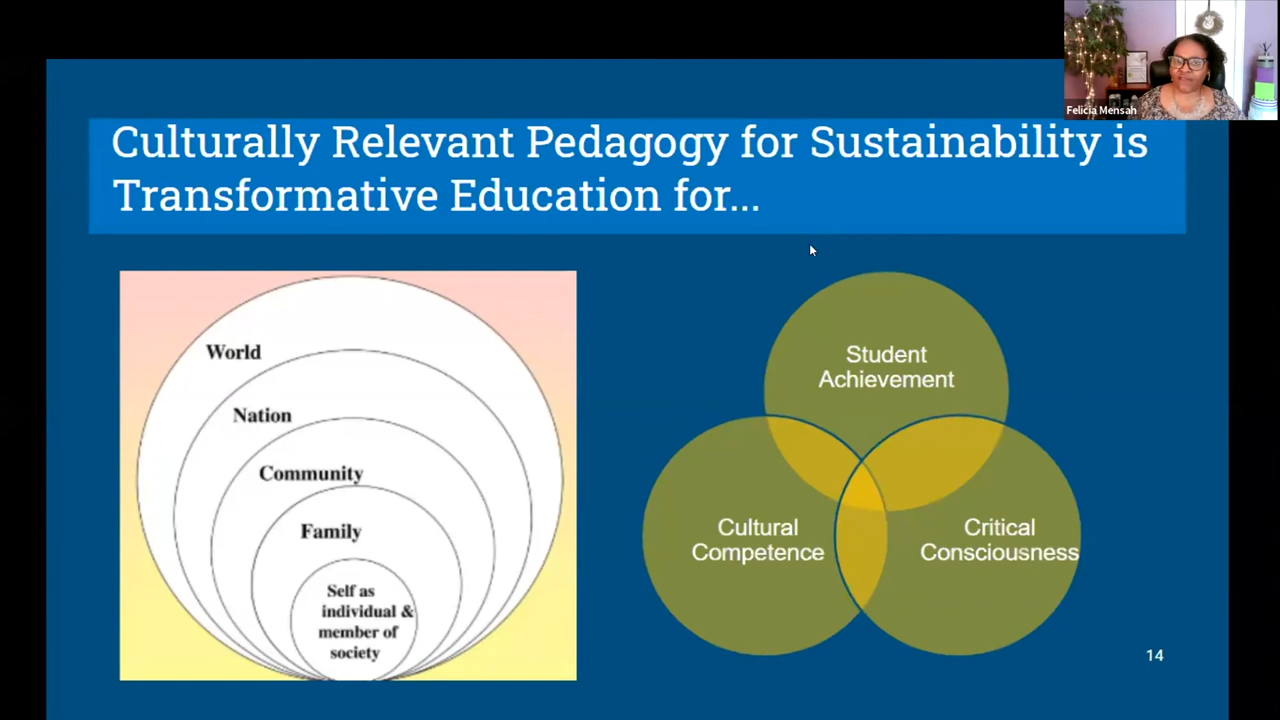 Felicia Mensah
Culturally Relevant Pedagogy for Sustainability is
Transformative Education for...
World
Nation
Community
Family
Self as
individual &
member of
society
Student
Achievement
Cultural
Competence
Critical
Consciousness
14